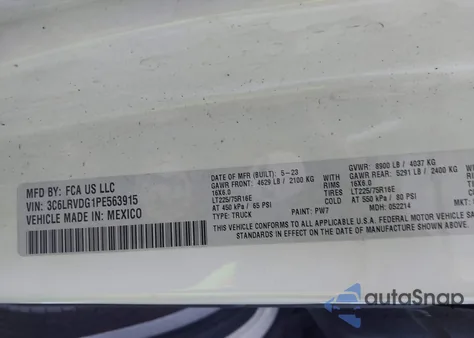 MFD BY: FCA US LLC
VIN: 3C6LRVDG1PE563915
VEHICLE MADE IN: MEXICO
DATE OF MFR (BUILT): 5-23
GAWR FRONT: 4629 LB / 2100 KG
16X6.0
LT225/75R16E
AT 450 kPa / 65 PSI
TYPE: TRUCK
WITH
RIMS
TIRES
COLD
GVWR: 8900 LB / 4037 KG
GAWR REAR: 5291 LB / 2400 KG
16X6.0
LT225/75R16E
AT 550 kPa / 80 PSI
PAINT: PW7
MDH: 052214
MKT:
THIS VEHICLE CONFORMS TO ALL APPLICABLE U.S. FEDERAL MOTOR VEHICLE SA
STANDARDS IN EFFECT ON THE DATE OF MANUFACTURE SHOWN ABOVE.
autoSnap